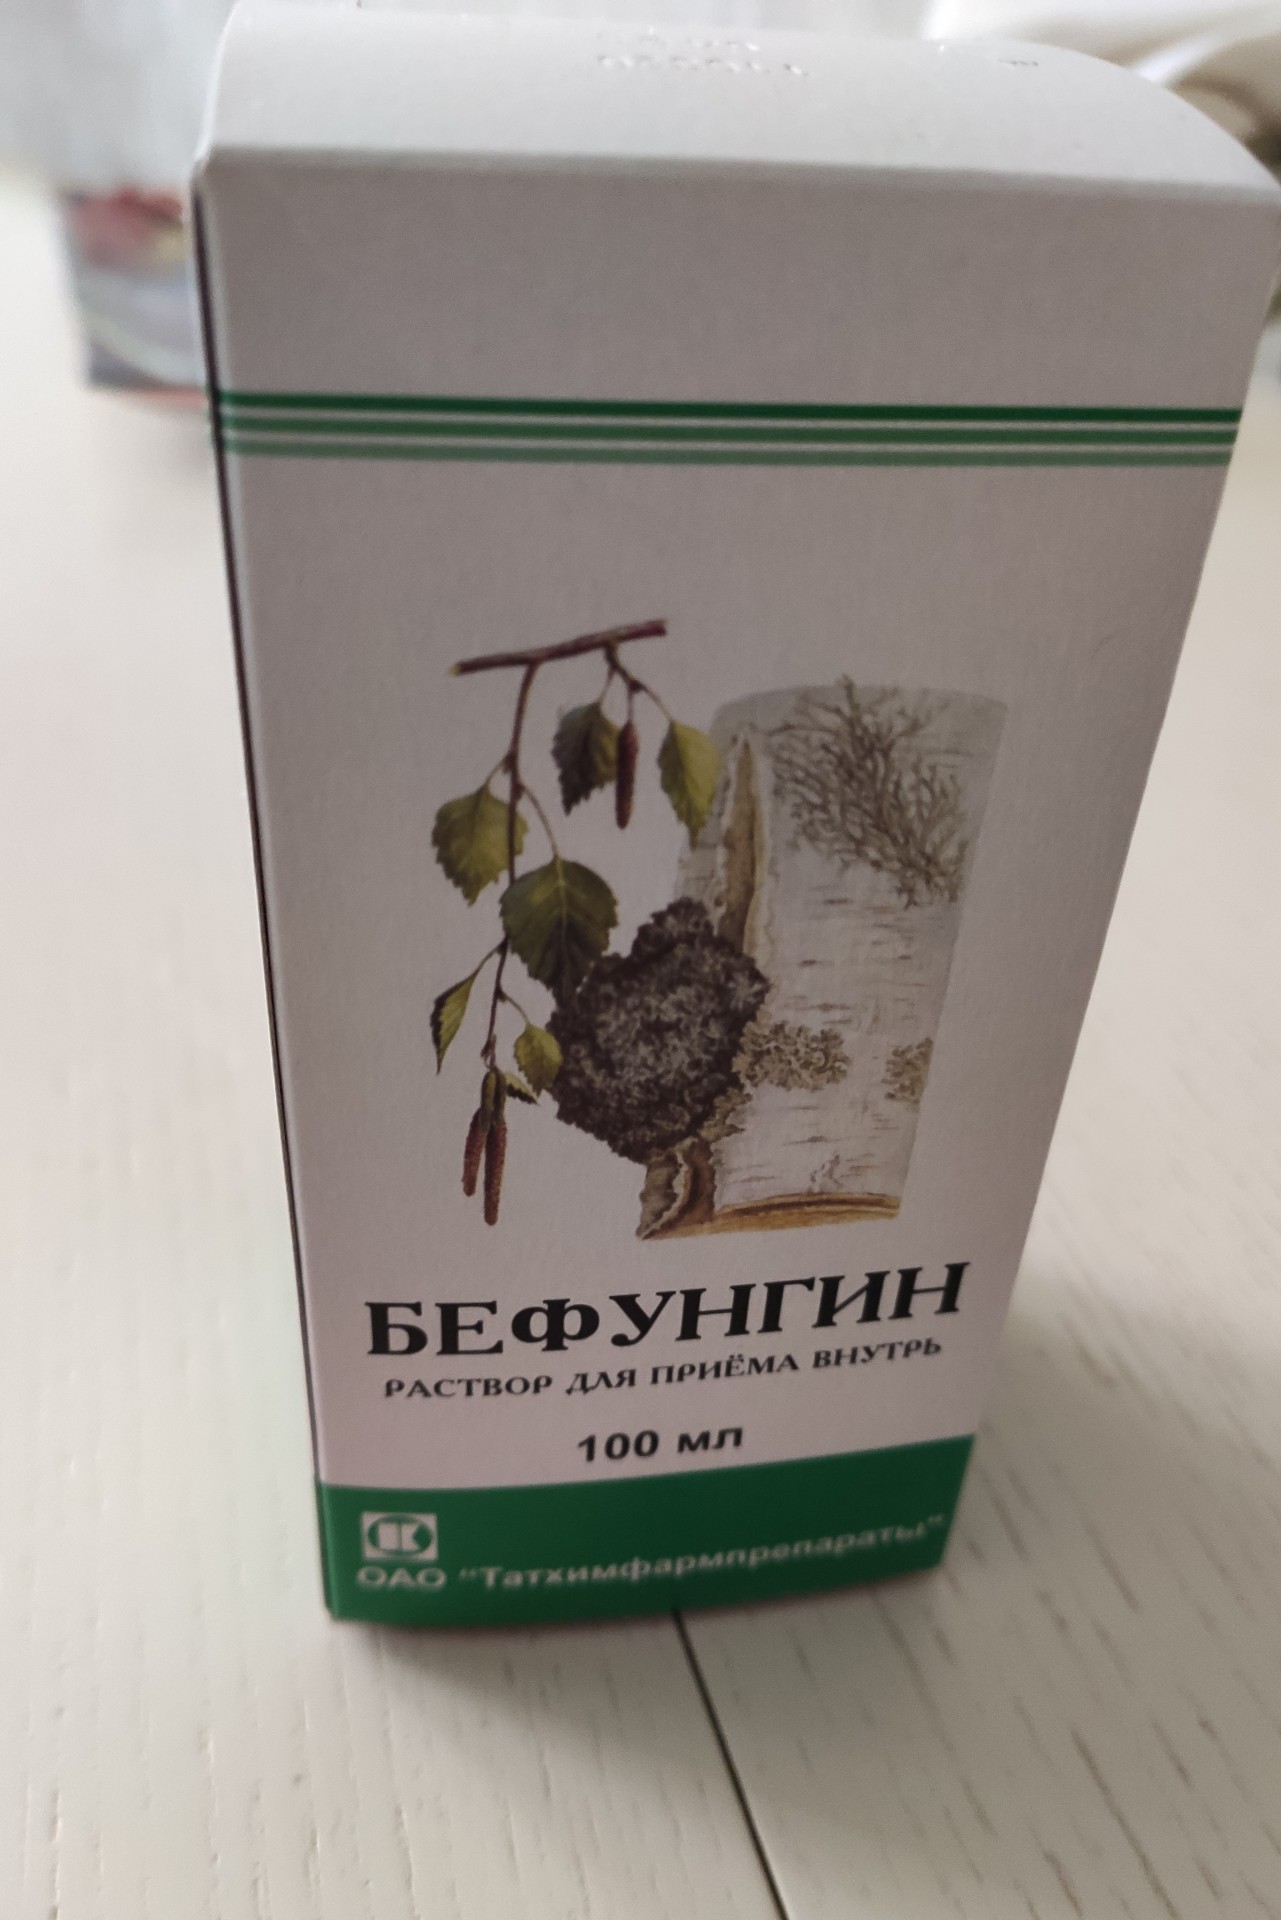 БЕФУНГИН
РАСТВОР ДЛЯ ПРИЁМА ВНУТРЬ
100 мл
ОАО "Татхимфармпрепараты"